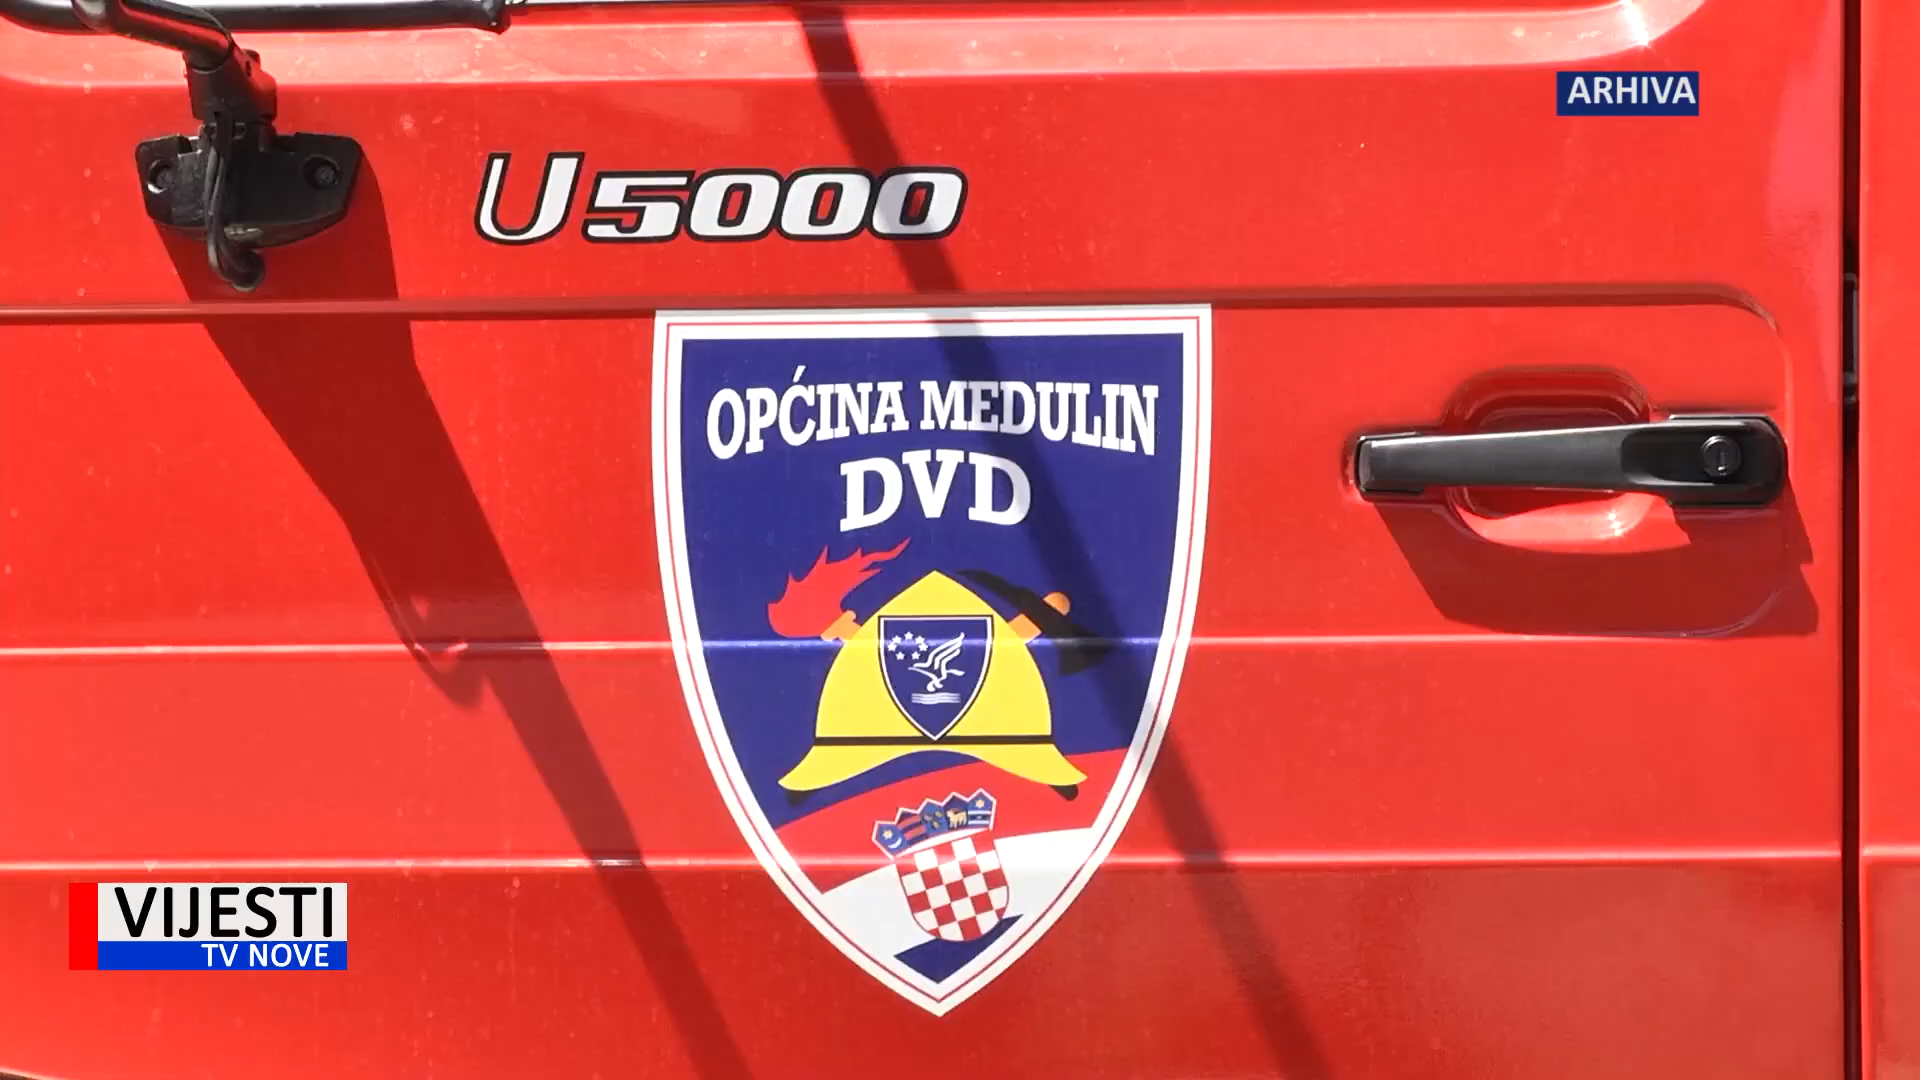 ARHIVA
U5000
OPĆINA MEDULIN
DVD
VIJESTI
TV NOVE